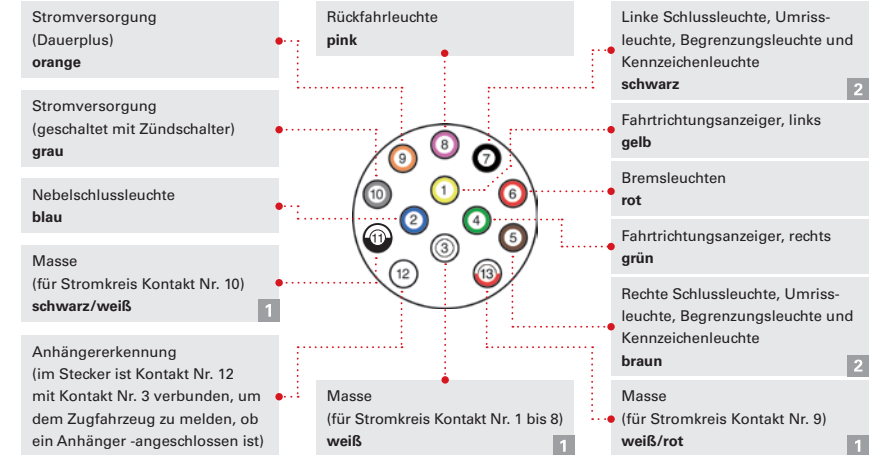 Stromversorgung
(Dauerplus)
orange
Rückfahrleuchte
pink
Linke Schlussleuchte, Umriss-
leuchte, Begrenzungsleuchte und
Kennzeichenleuchte
schwarz
2
Stromversorgung
(geschaltet mit Zündschalter)
grau
Fahrtrichtungsanzeiger, links
gelb
Nebelschlussleuchte
blau
Bremsleuchten
rot
Fahrtrichtungsanzeiger, rechts
grün
Masse
(für Stromkreis Kontakt Nr. 10)
schwarz/weiß
1
Rechte Schlussleuchte, Umriss-
leuchte, Begrenzungsleuchte und
Kennzeichenleuchte
braun
2
8
9
7
10
1
6
2
4
11
3
5
12
13
Anhängererkennung
(im Stecker ist Kontakt Nr. 12
mit Kontakt Nr. 3 verbunden, um
dem Zugfahrzeug zu melden, ob
ein Anhänger -angeschlossen ist)
Masse
(für Stromkreis Kontakt Nr. 1 bis 8)
weiß
1
Masse
(für Stromkreis Kontakt Nr. 9)
weiß/rot
1